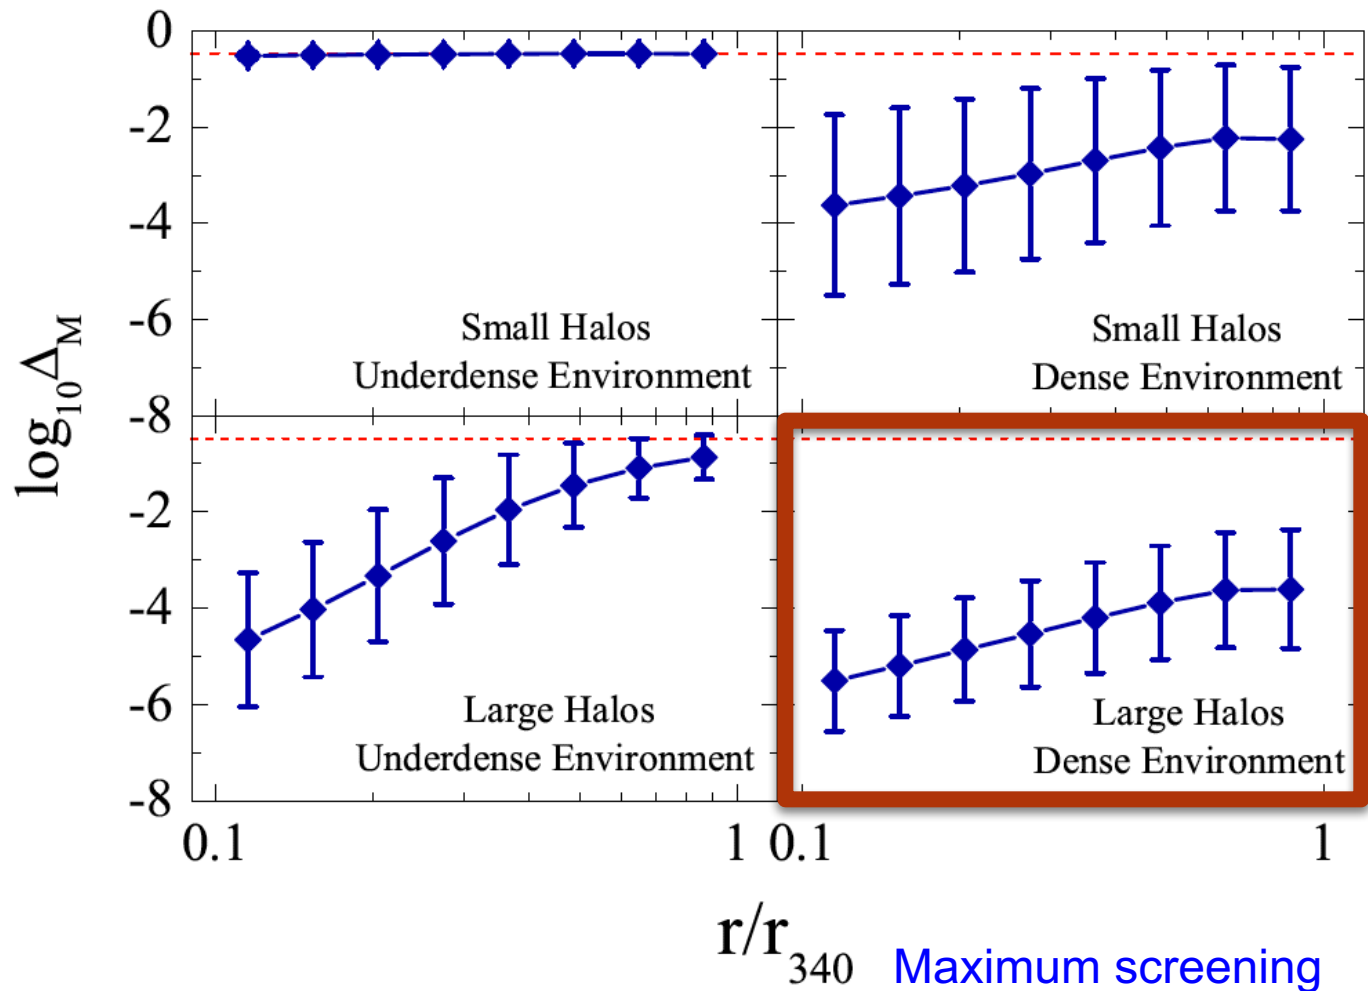 0
-2
-4
-6
-8
Small Halos
Underdense Environment
Small Halos
Dense Environment
log₁₀Δ_M
-2
-4
-6
-8
Large Halos
Underdense Environment
Large Halos
Dense Environment
0.1 1 0.1 1
r/r₃₄₀
Maximum screening